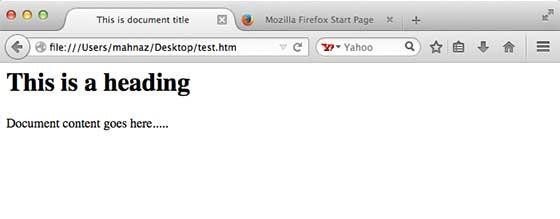 This is document title
Mozilla Firefox Start Page
file:///Users/mahnaz/Desktop/test.htm
Yahoo
This is a heading
Document content goes here.....